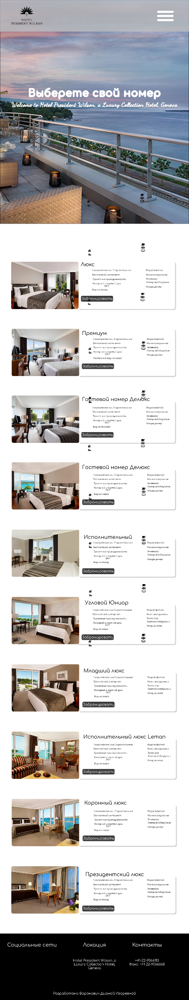 HOTEL
PESIDENT WILSON
Выберете свой номер
Welcome to Hotel President Wilson, a Luxury Collection Hotel, Geneva
Люкс
1 королевская или 2 односпальные
Бесплатный интернет
Туалетные принадлежности
Холодный и горячий душ
24/7
Вид на город
Вода/кофе/чай
Мини-холодильник
Телевизор
Завтрак/обед/ужин
Кондиционер
Забронировать
Премиум
1 королевская или 2 односпальные
Бесплатный интернет
Туалетные принадлежности
Холодный и горячий душ
24/7
Частичный вид на озеро
Вода/кофе/чай
Мини-холодильник
Телевизор
Завтрак/обед/ужин
Кондиционер
Забронировать
Гостевой номер Делюкс
1 королевская или 2 односпальные
Бесплатный интернет
Туалетные принадлежности
Холодный и горячий душ
24/7
Вид на бассейн
Вода/кофе/чай
Мини-холодильник
Телевизор
Завтрак/обед/ужин
Кондиционер
Забронировать
Гостевой номер Делюкс
1 королевская или 2 односпальные
Бесплатный интернет
Туалетные принадлежности
Холодный и горячий душ
24/7
Вид на озеро
Вода/кофе/чай
Мини-холодильник
Телевизор
Завтрак/обед/ужин
Кондиционер
Забронировать
Исполнительный
1 королевская или 2 односпальные
Бесплатный интернет
Туалетные принадлежности
Холодный и горячий душ
24/7
Вид на город
Вода/кофе/чай
Мини-холодильник
Телевизор
Завтрак/обед/ужин
Кондиционер
Забронировать
Угловой Юниор
1 королевская или 2 односпальные
Бесплатный интернет
Туалетные принадлежности
Холодный и горячий душ
24/7
Вид на озеро
Вода/кофе/чай
Мини-холодильник
Телевизор
Завтрак/обед/ужин
Кондиционер
Забронировать
Младший люкс
1 королевская или 2 односпальные
Бесплатный интернет
Туалетные принадлежности
Холодный и горячий душ
24/7
Вид на озеро
Вода/кофе/чай
Мини-холодильник
Телевизор
Завтрак/обед/ужин
Кондиционер
Забронировать
Исполнительный люкс Leman
1 королевская или 2 односпальные
Бесплатный интернет
Туалетные принадлежности
Холодный и горячий душ
24/7
Вид на озеро
Вода/кофе/чай
Мини-холодильник
Телевизор
Завтрак/обед/ужин
Кондиционер
Забронировать
Коронный люкс
1 королевская или 2 односпальные
Бесплатный интернет
Туалетные принадлежности
Холодный и горячий душ
24/7
Вид на озеро
Вода/кофе/чай
Мини-холодильник
Телевизор
Завтрак/обед/ужин
Кондиционер
Забронировать
Президентский люкс
1 королевская или 2 односпальные
Бесплатный интернет
Туалетные принадлежности
Холодный и горячий душ
24/7
Вид на город
Вода/кофе/чай
Мини-холодильник
Телевизор
Завтрак/обед/ужин
Кондиционер
Забронировать
Социальные сети
Локация
Hotel President Wilson, a
Luxury Collection Hotel,
Geneva
Контакты
+41-22-9066113
Факс: +41 22-9066668
Разработано Воронович Дианой Игоревной